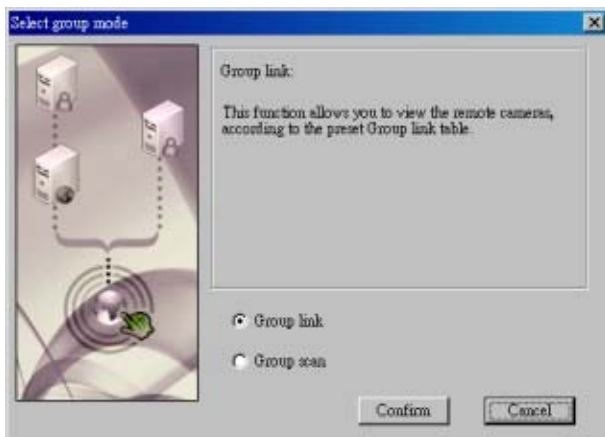 Select group mode
Group link:
This function allows you to view the remote cameras,
according to the preset Group link table.
Group link
Group scan
Confirm
Cancel